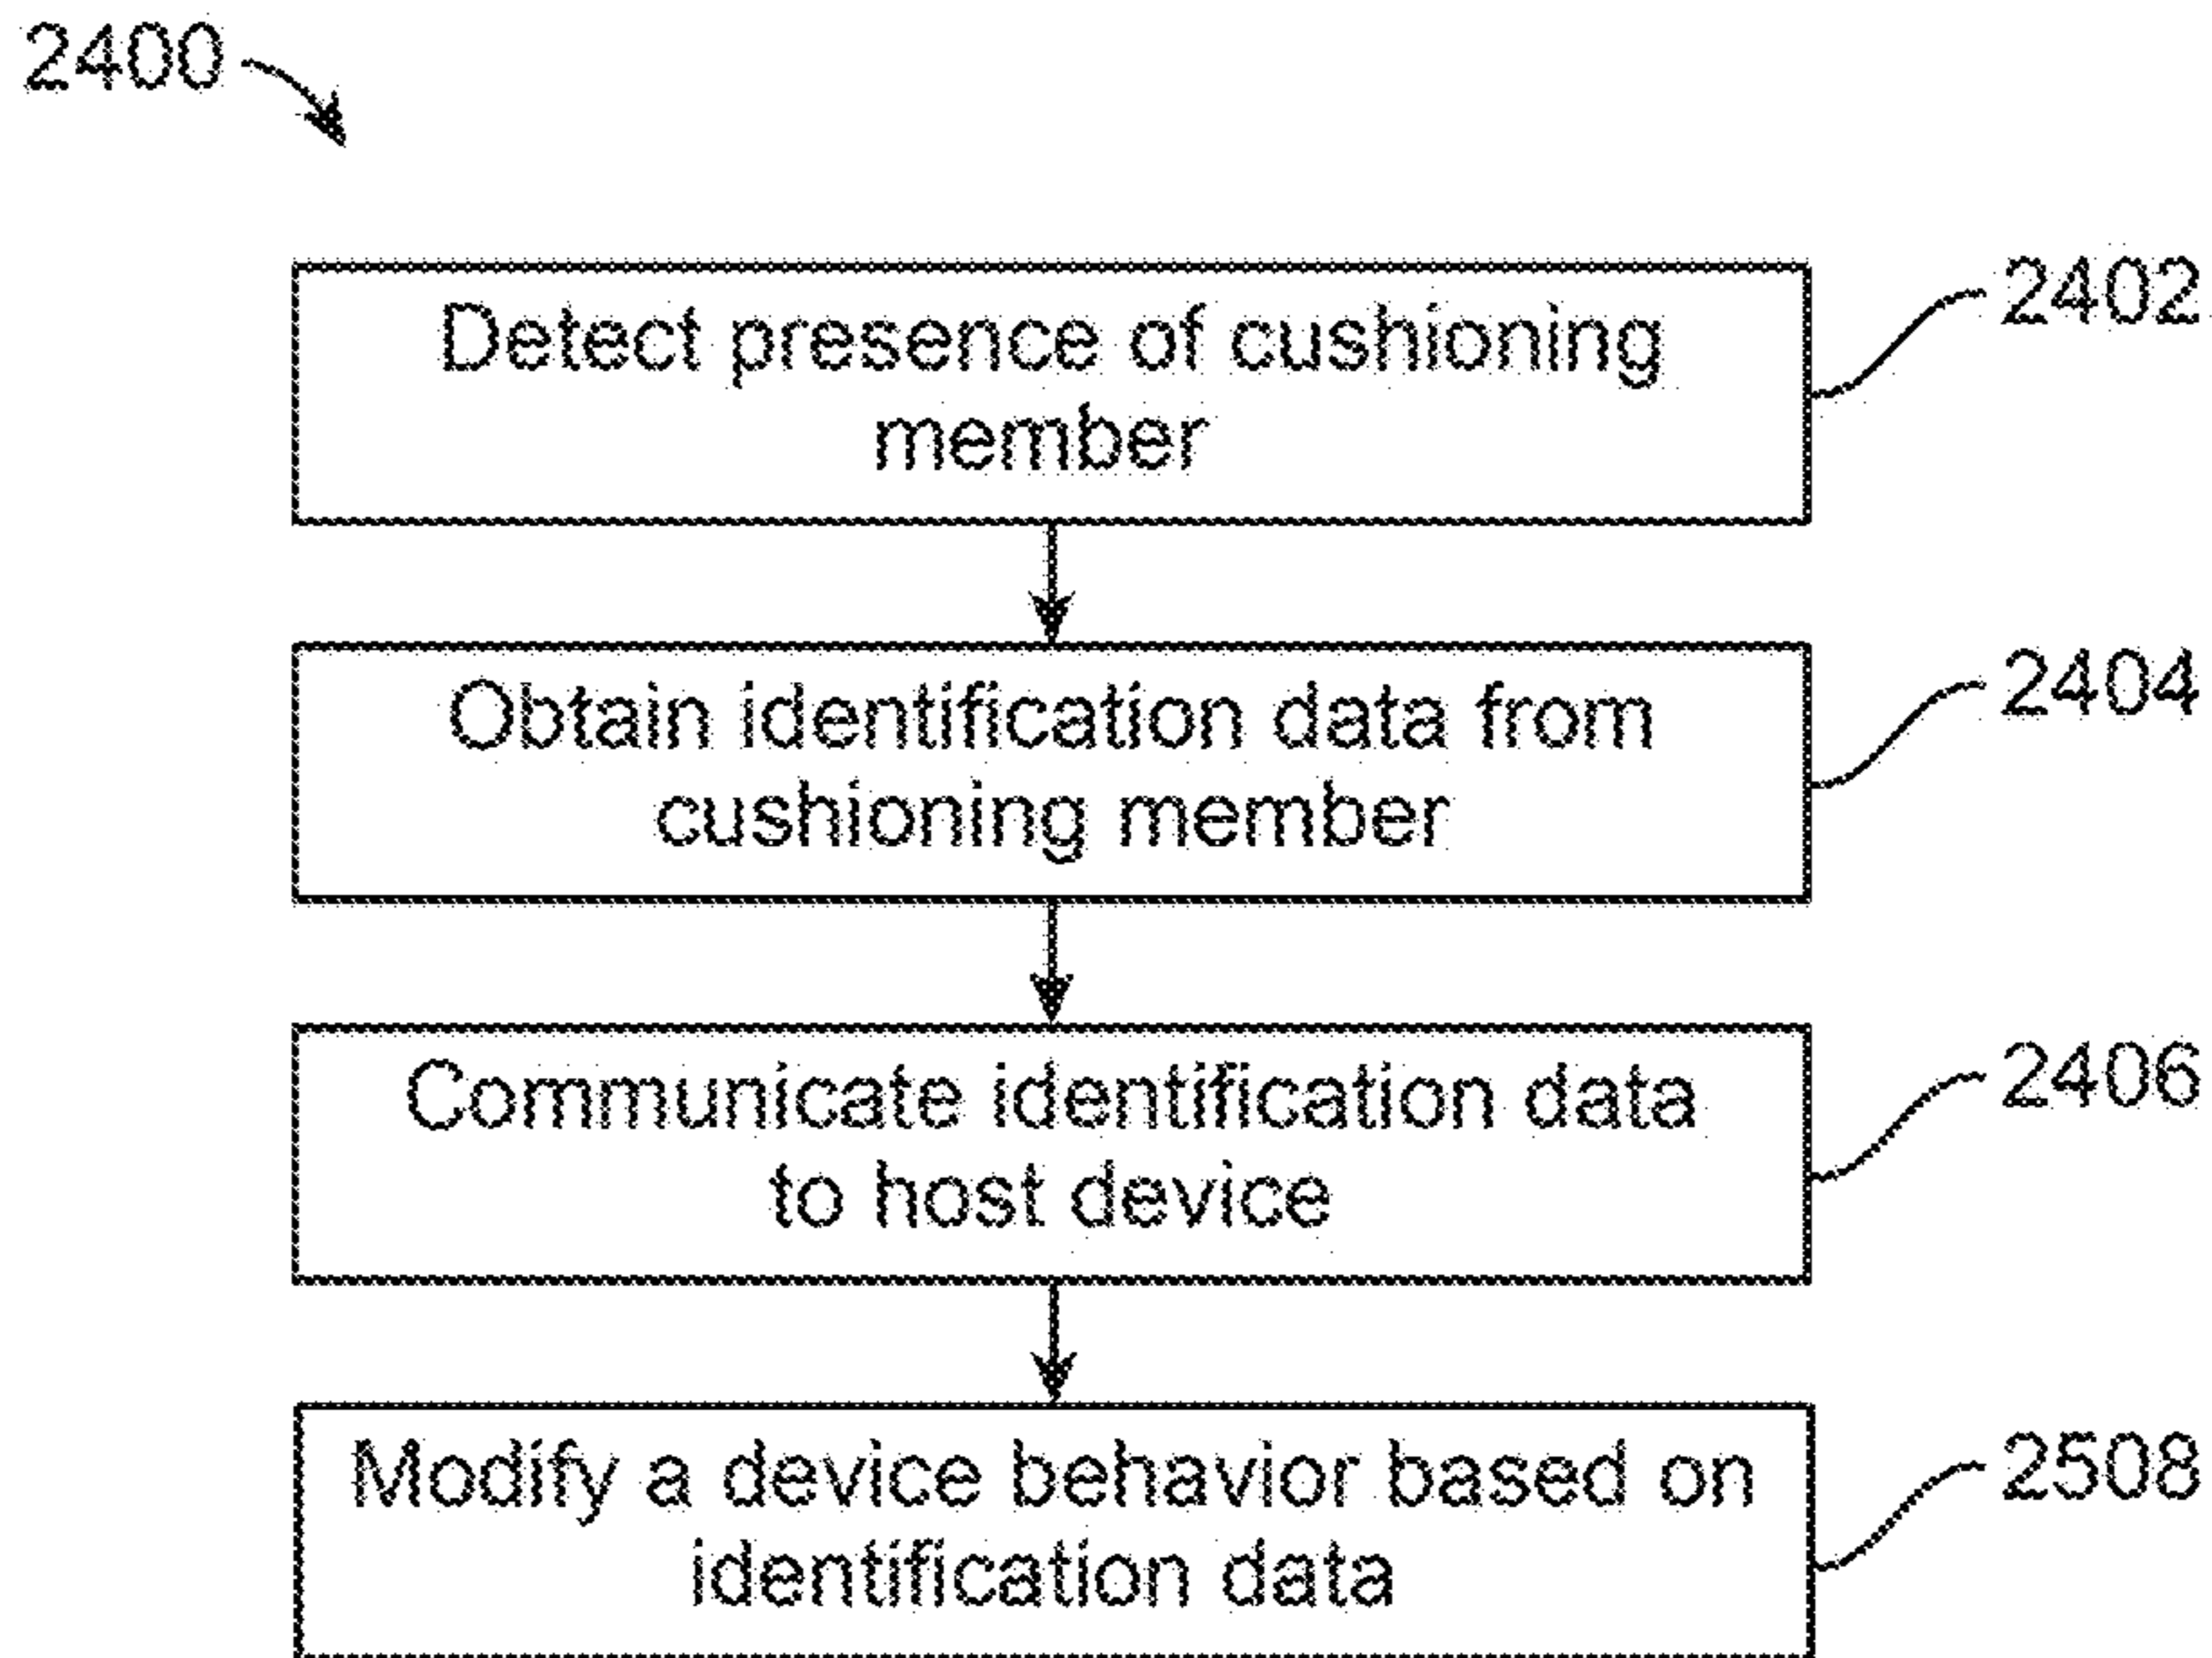 2400
Detect presence of cushioning
member
2402
Obtain identification data from
cushioning member
2404
Communicate identification data
to host device
2406
Modify a device behavior based on
identification data
2508